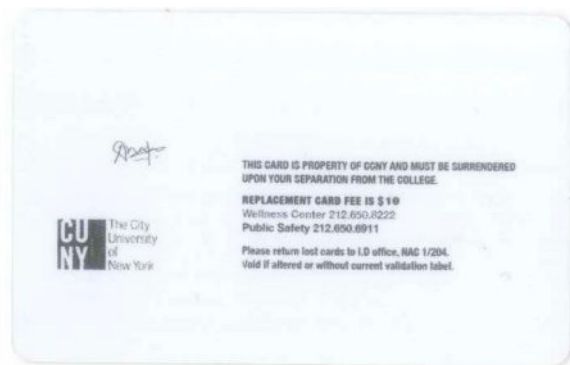 THIS CARD IS PROPERTY OF CCNY AND MUST BE SURRENDERED
UPON YOUR SEPARATION FROM THE COLLEGE.
REPLACEMENT CARD FEE IS $10
Wellness Center 212.650.8222
Public Safety 212.650.6911
Please return lost cards to I.D office, NAC 1/204.
Void if altered or without current validation label.
CU
NY
The City
University
of
New York